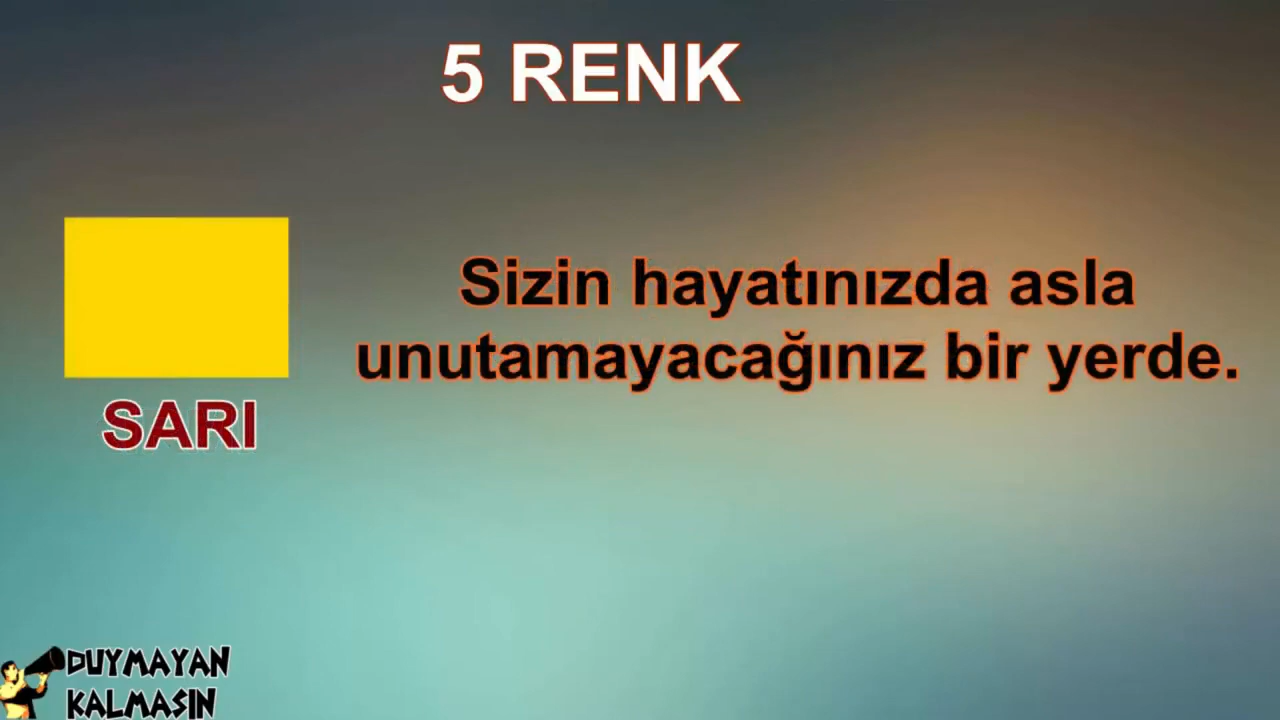 5 RENK
Sizin hayatınızda asla
unutamayacağınız bir yerde.
SARI
DUYMAYAN
KALMASIN